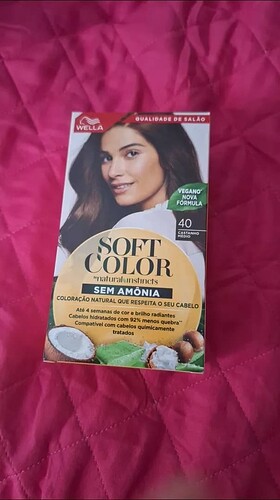 WELLA
QUALIDADE DE SALÃO
VEGANO
NOVA
FÓRMULA
40
CASTANHO
MÉDIO
SOFT
COLOR
by naturalinstincts
SEM AMÔNIA
COLORAÇÃO NATURAL QUE RESPEITA O SEU CABELO
Até 4 semanas de cor e brilho radiantes
Cabelos hidratados com 92% menos quebra
Compatível com cabelos quimicamente
tratados